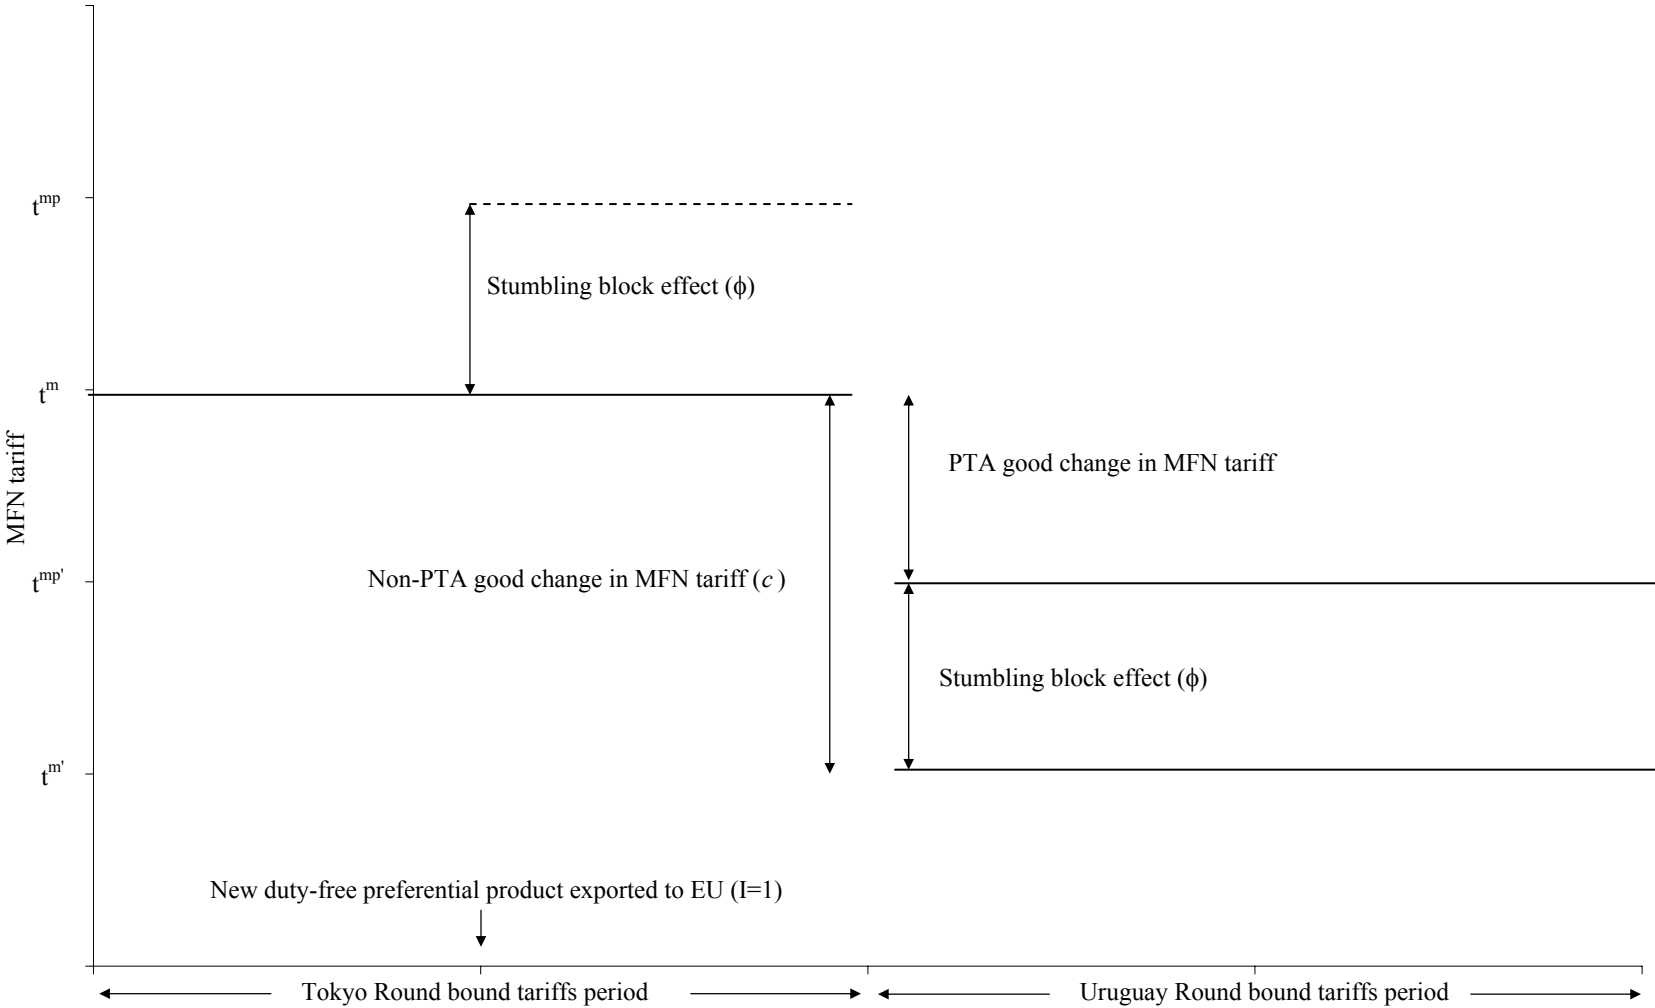 t^mp
Stumbling block effect (ϕ)
t^m
MFN tariff
PTA good change in MFN tariff
t^mp'
Non-PTA good change in MFN tariff (c )
Stumbling block effect (ϕ)
t^m'
New duty-free preferential product exported to EU (I=1)
Tokyo Round bound tariffs period
Uruguay Round bound tariffs period